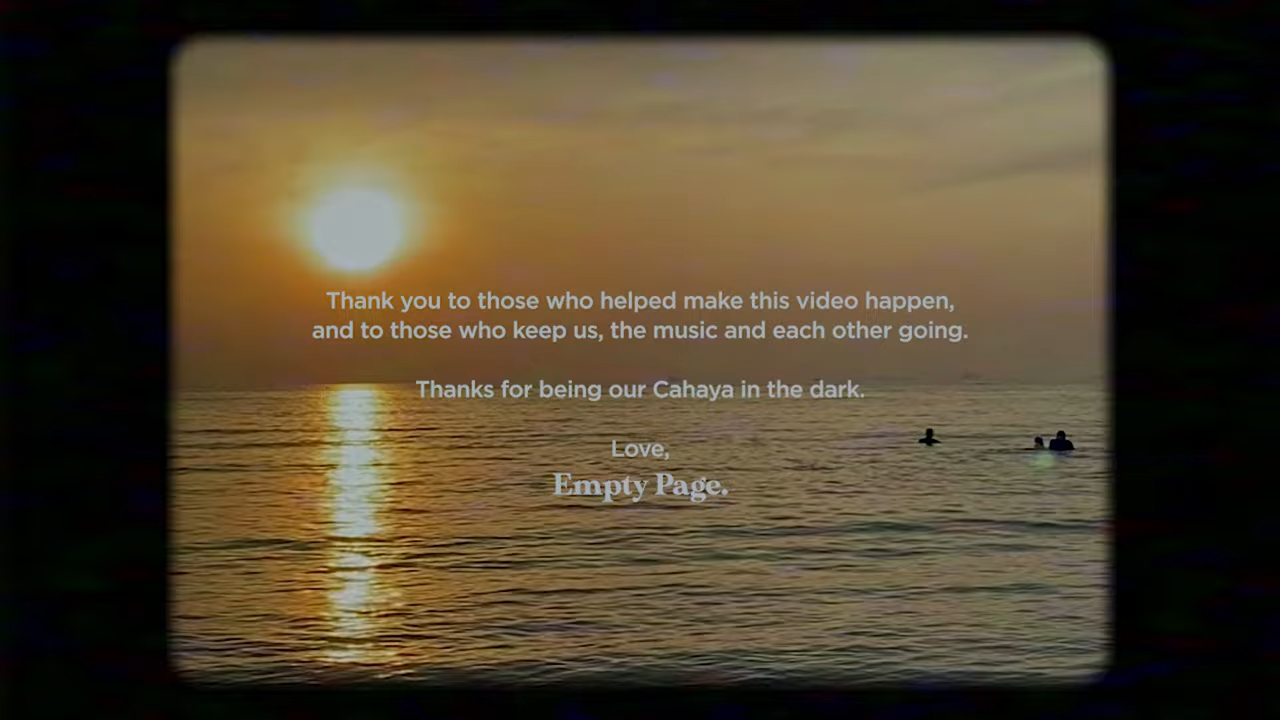 Thank you to those who helped make this video happen,
and to those who keep us, the music and each other going.
Thanks for being our Cahaya in the dark.
Love,
Empty Page.